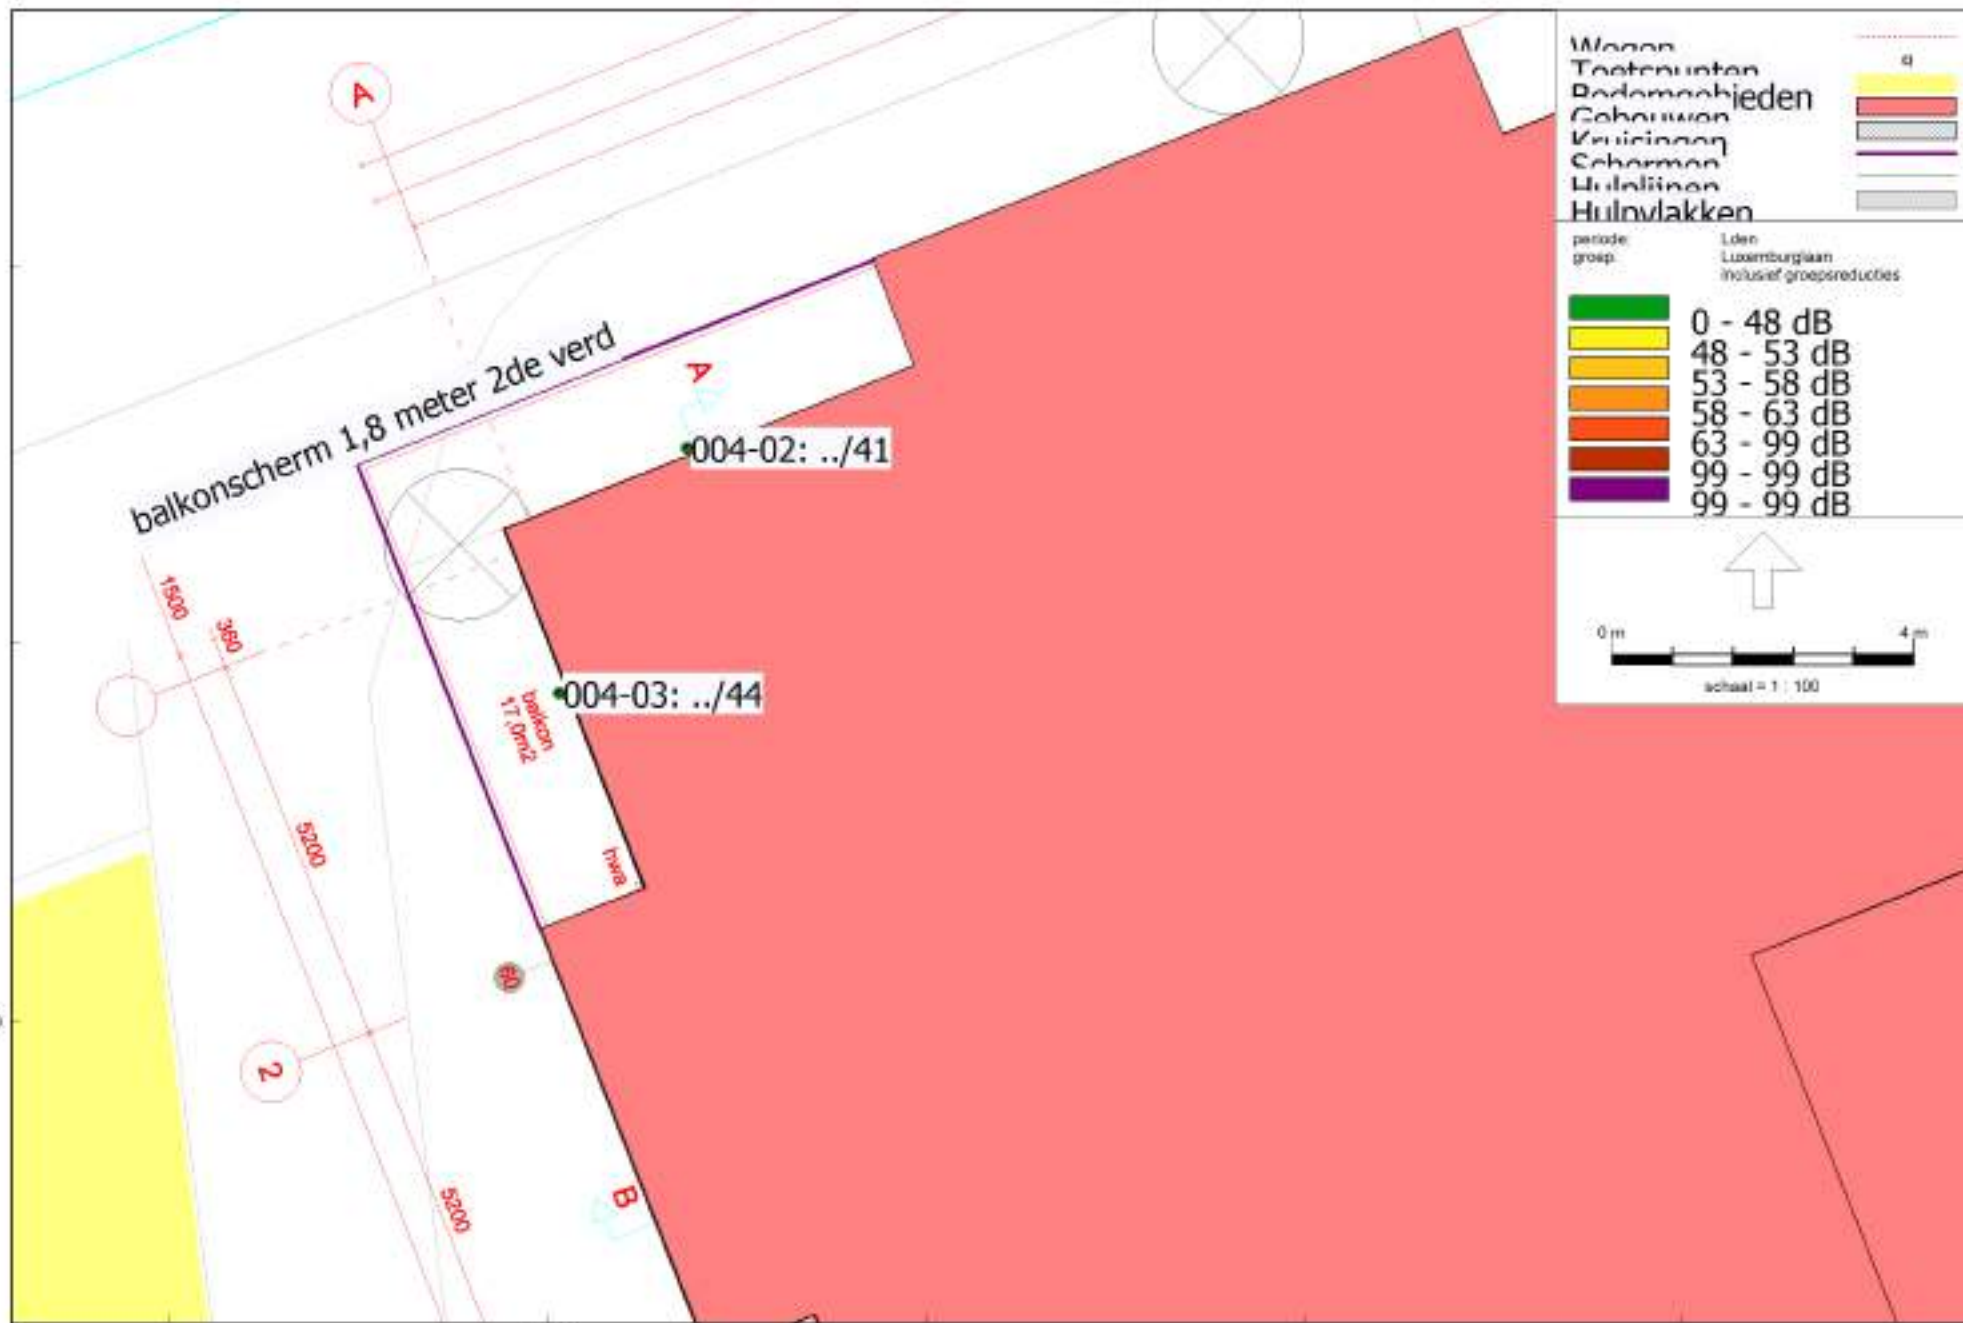 Wegen
Toetspunten
Bodemgebieden
Gebouwen
Kruisingen
Schermen
Hulplijnen
Hulpvlakken
periode: Lden
groep: Luxemburglaan
Inclusief groepsreducties
0 - 48 dB
48 - 53 dB
53 - 58 dB
58 - 63 dB
63 - 99 dB
99 - 99 dB
99 - 99 dB
0 m 4 m
schaal = 1 : 100
A
balkonscherm 1,8 meter 2de verd
A
004-02: ../41
1500
360
004-03: ../44
balkon
17,0m2
5200
hwa
60
2
5200
B